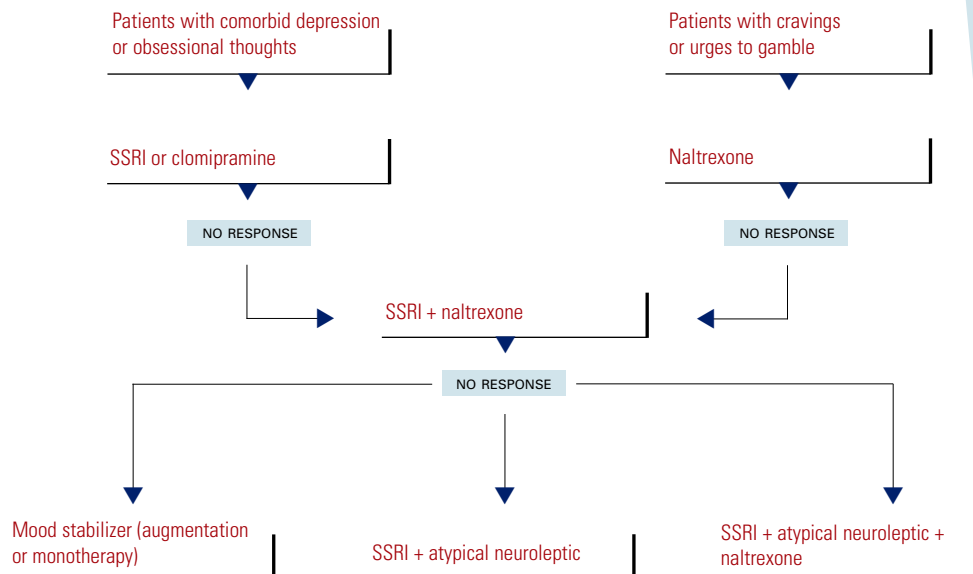 Patients with comorbid depression
or obsessional thoughts
Patients with cravings
or urges to gamble
SSRI or clomipramine
Naltrexone
NO RESPONSE
NO RESPONSE
SSRI + naltrexone
NO RESPONSE
Mood stabilizer (augmentation
or monotherapy)
SSRI + atypical neuroleptic
SSRI + atypical neuroleptic +
naltrexone